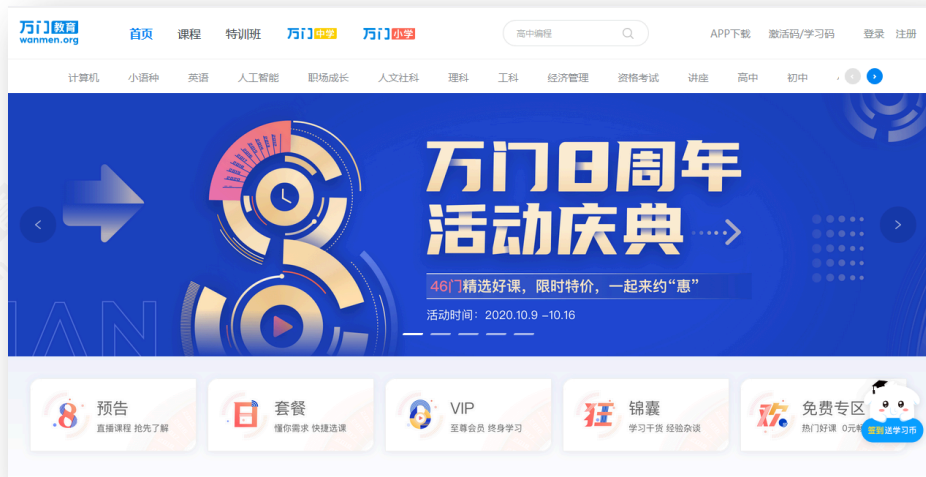 万门教育
wanmen.org
首页 课程 特训班 万门中学 万门小学 高中编程 APP下载 激活码/学习码 登录 注册
计算机 小语种 英语 人工智能 职场成长 人文社科 理科 工科 经济管理 资格考试 讲座 高中 初中
万门8周年
活动庆典
46门精选好课，限时特价，一起来约“惠”
活动时间：2020.10.9 –10.16
8 预告
直播课程 抢先了解
日 套餐
懂你需求 快捷选课
VIP
至尊会员 终身学习
狂 锦囊
学习干货 经验杂谈
欢 免费专区
热门好课 0元
签到送学习币